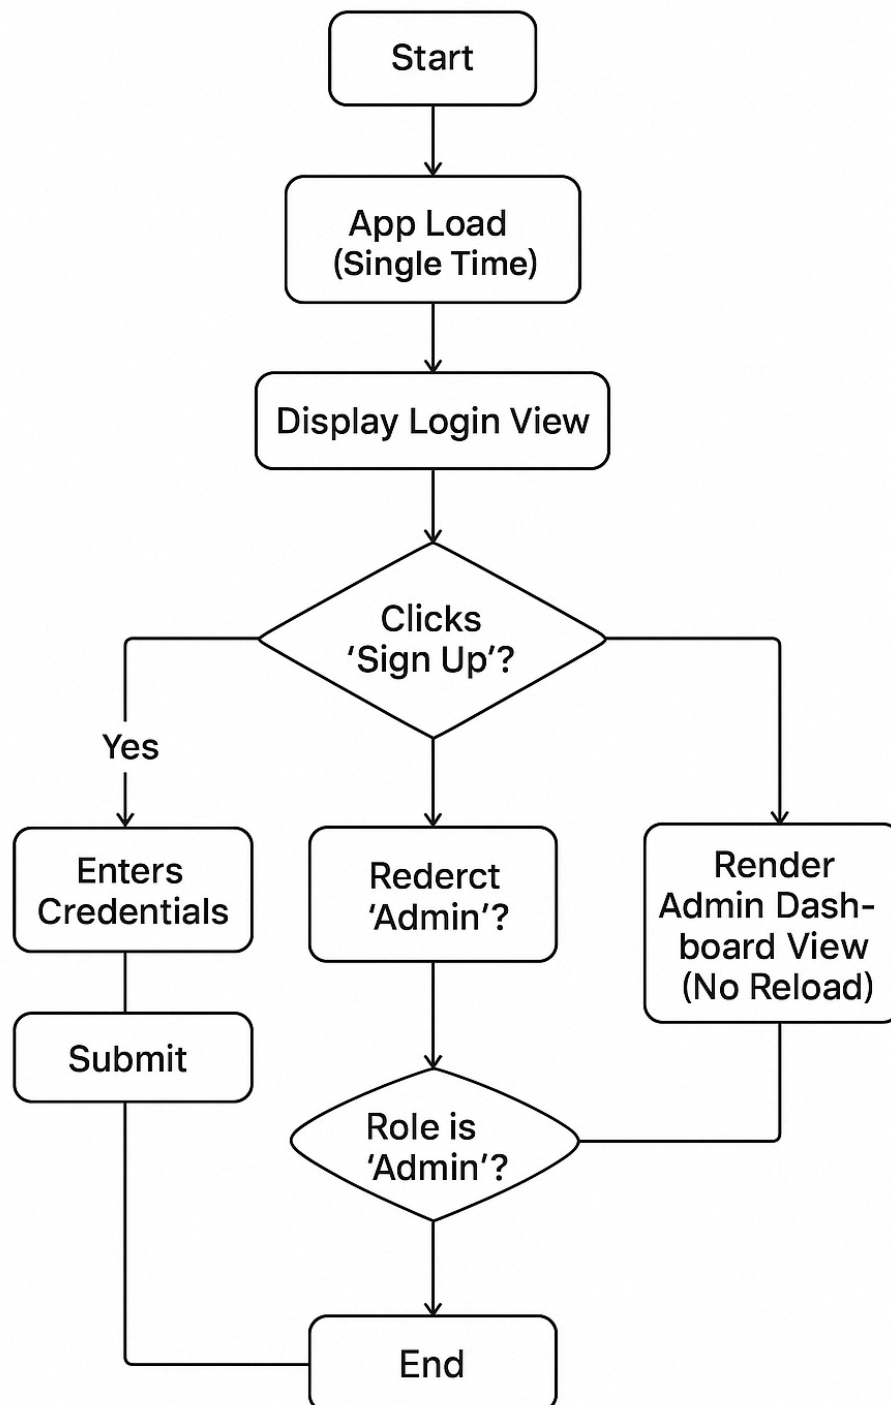 Start
App Load
(Single Time)
Display Login View
Clicks
‘Sign Up’?
Yes
Enters
Credentials
Rederct
‘Admin’?
Render
Admin Dash-
board View
(No Reload)
Submit
Role is
‘Admin’?
End